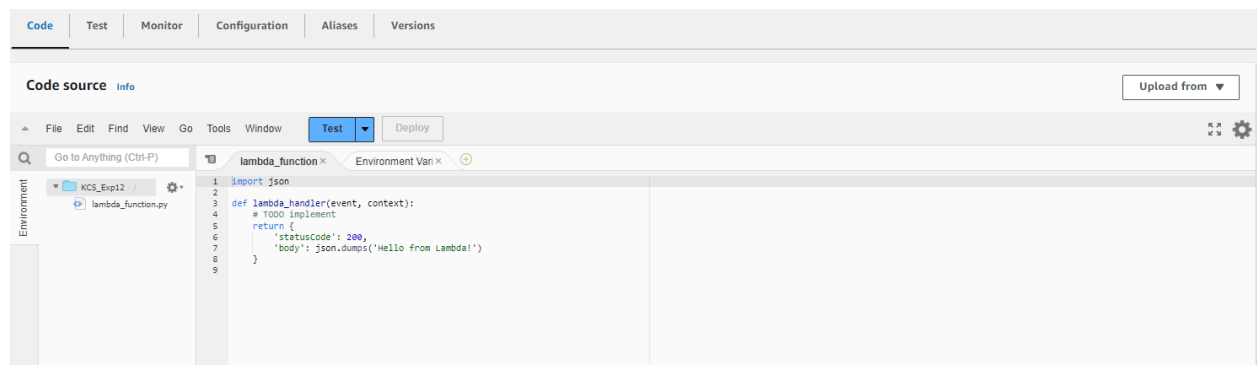 Code Test Monitor Configuration Aliases Versions
Code source Info
Upload from
File Edit Find View Go Tools Window Test Deploy
Go to Anything (Ctrl-P)
lambda_function × Environment Vari ×
Environment
KCS_Exp12 - /
lambda_function.py
1 import json
2
3 def lambda_handler(event, context):
4     # TODO implement
5     return {
6         'statusCode': 200,
7         'body': json.dumps('Hello from Lambda!')
8     }
9